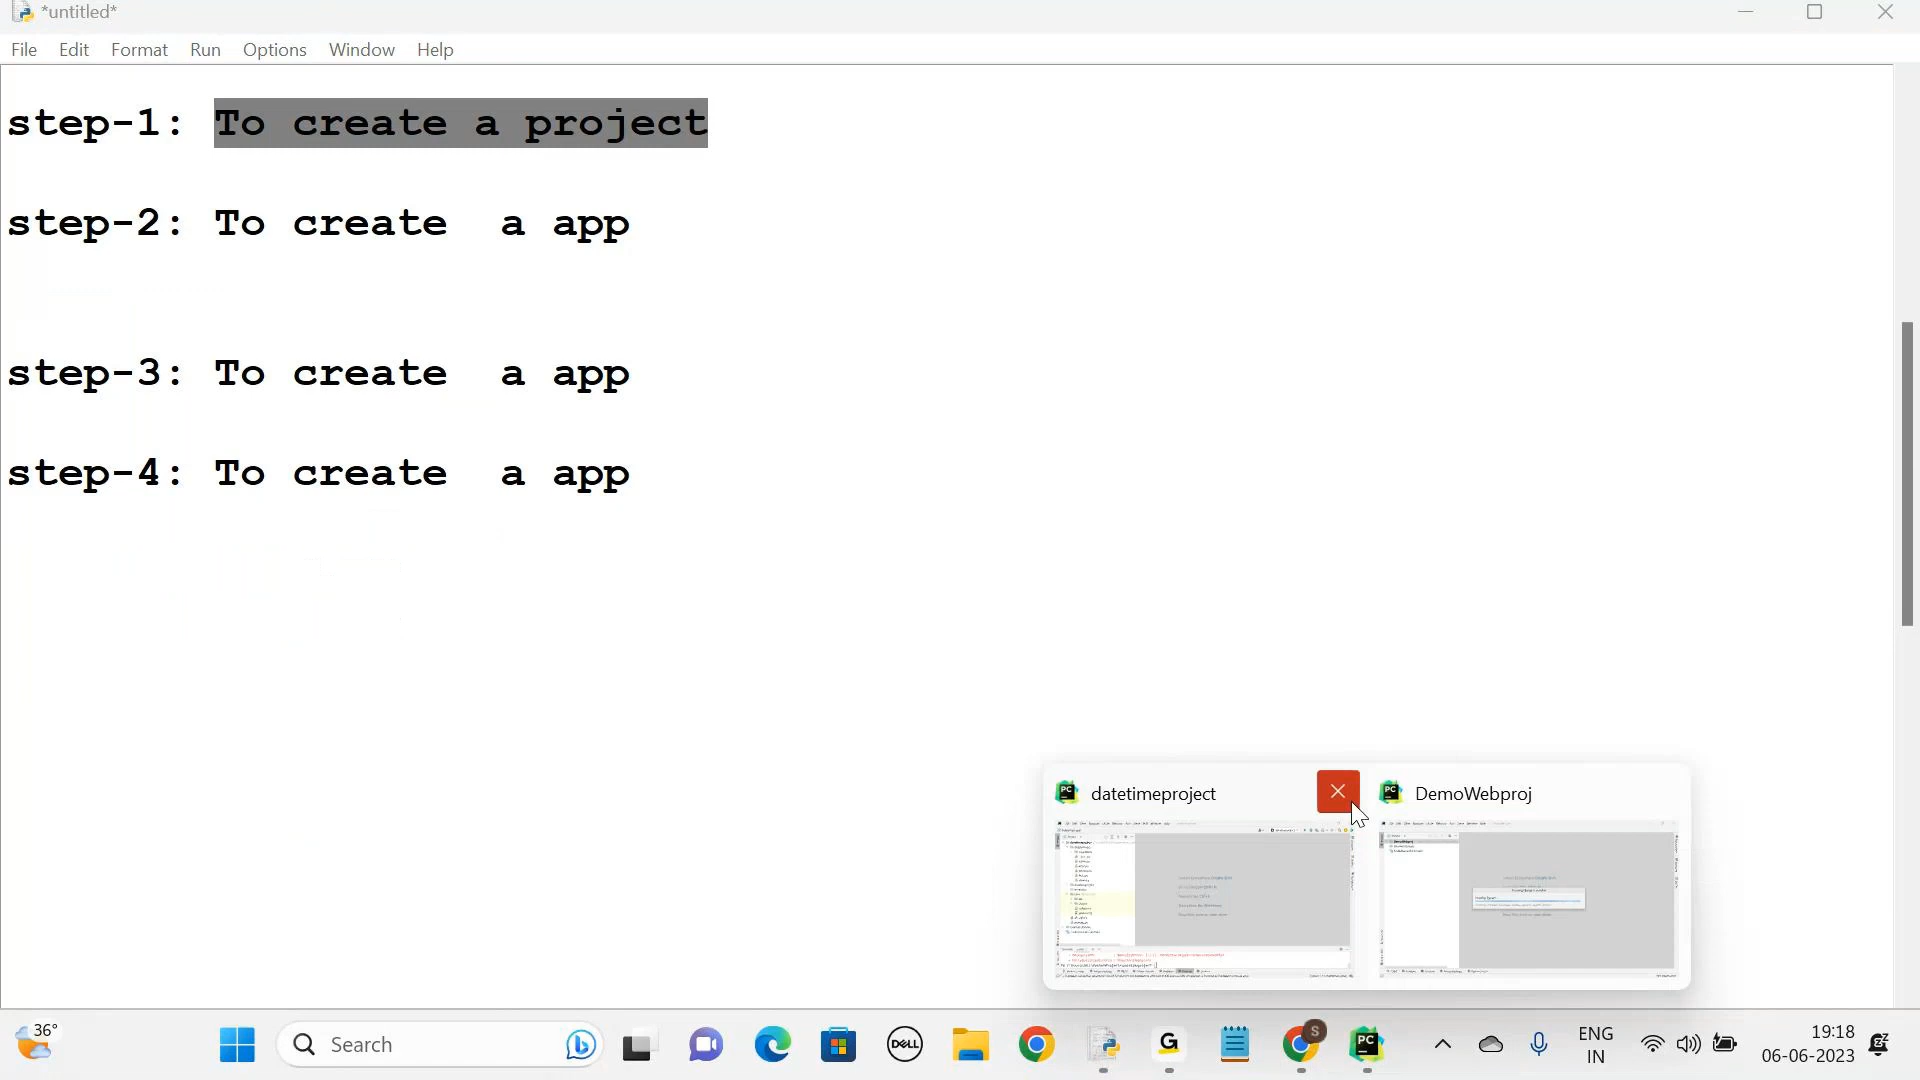 *untitled*
File Edit Format Run Options Window Help
step-1: To create a project
step-2: To create  a app
step-3: To create  a app
step-4: To create  a app
datetimeproject
DemoWebproj
36°
Search
DELL
G
S
PC
ENG
IN
19:18
06-06-2023